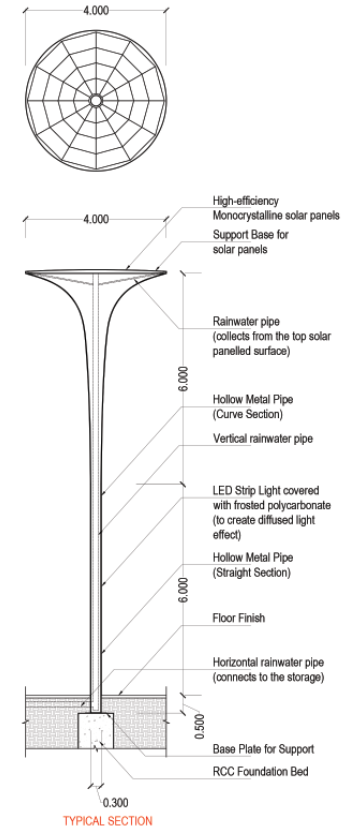 4.000
4.000
High-efficiency
Monocrystalline solar panels
Support Base for
solar panels
Rainwater pipe
(collects from the top solar
panelled surface)
6.000
Hollow Metal Pipe
(Curve Section)
Vertical rainwater pipe
LED Strip Light covered
with frosted polycarbonate
(to create diffused light
effect)
Hollow Metal Pipe
(Straight Section)
6.000
Floor Finish
Horizontal rainwater pipe
(connects to the storage)
0.500
Base Plate for Support
RCC Foundation Bed
0.300
TYPICAL SECTION